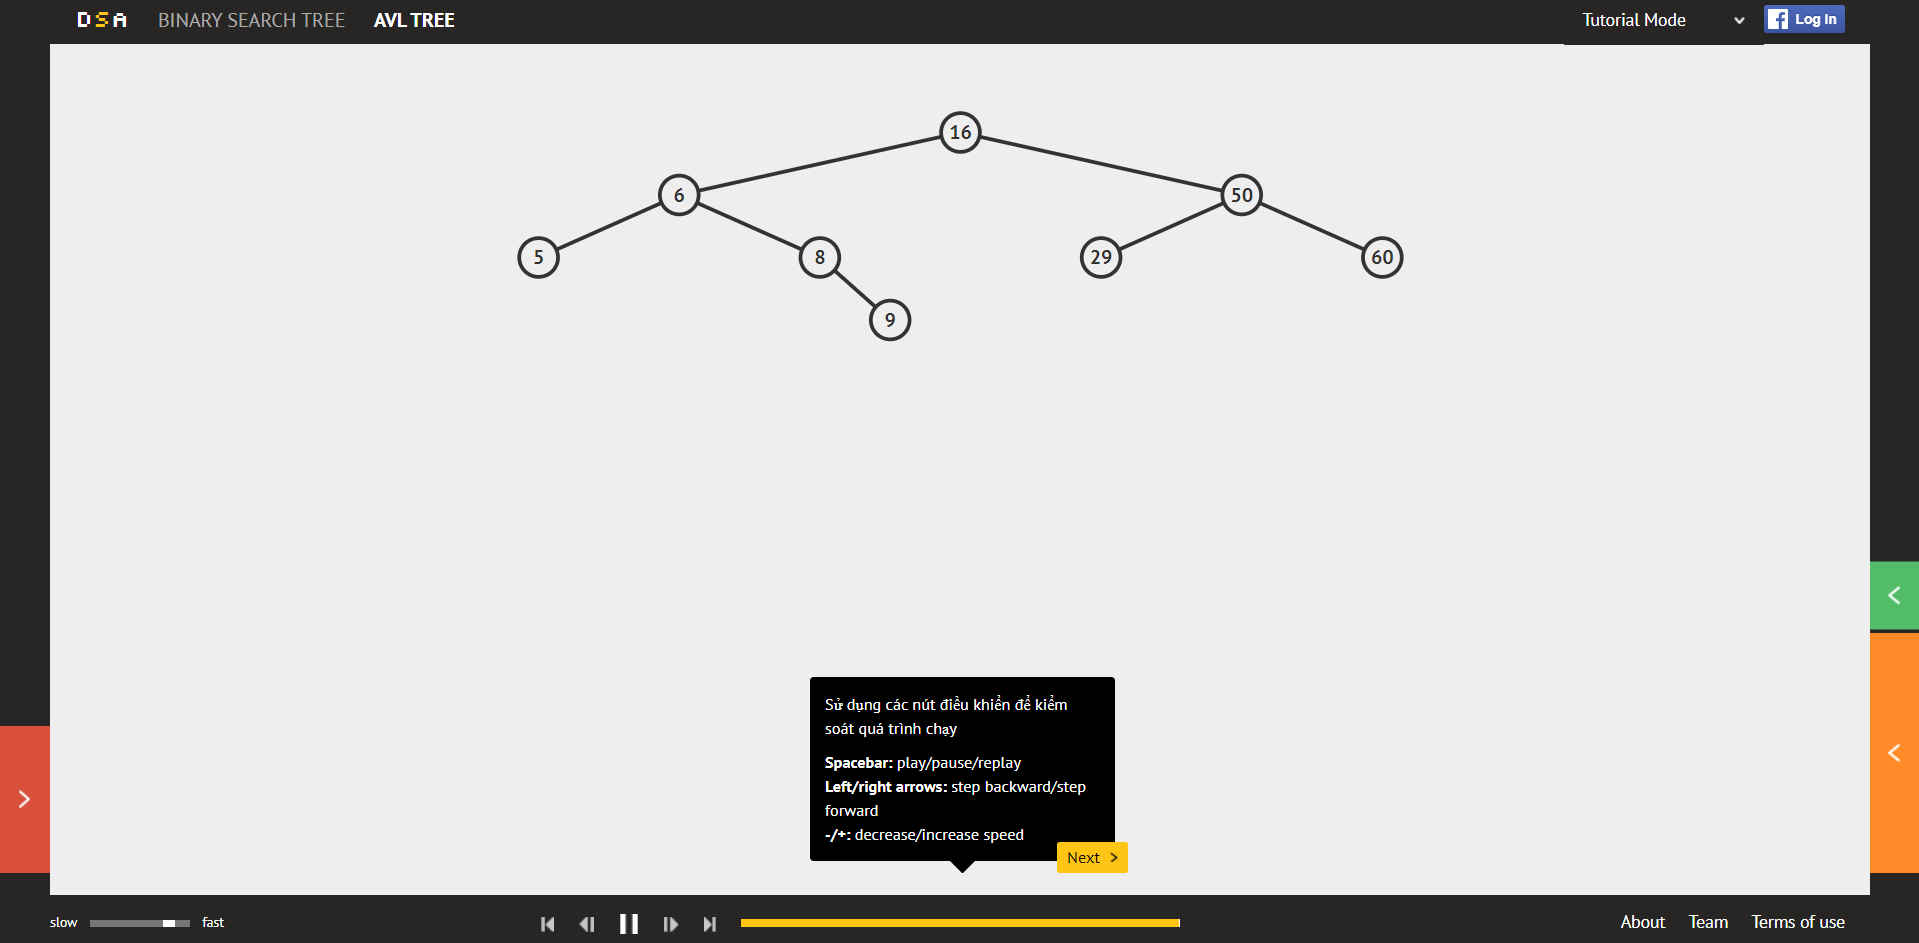 DSA BINARY SEARCH TREE AVL TREE Tutorial Mode Log In
16
6 50
5 8 29 60
9
Sử dụng các nút điều khiển để kiểm
soát quá trình chạy
Spacebar: play/pause/replay
Left/right arrows: step backward/step
forward
-/+: decrease/increase speed
Next
slow fast About Team Terms of use